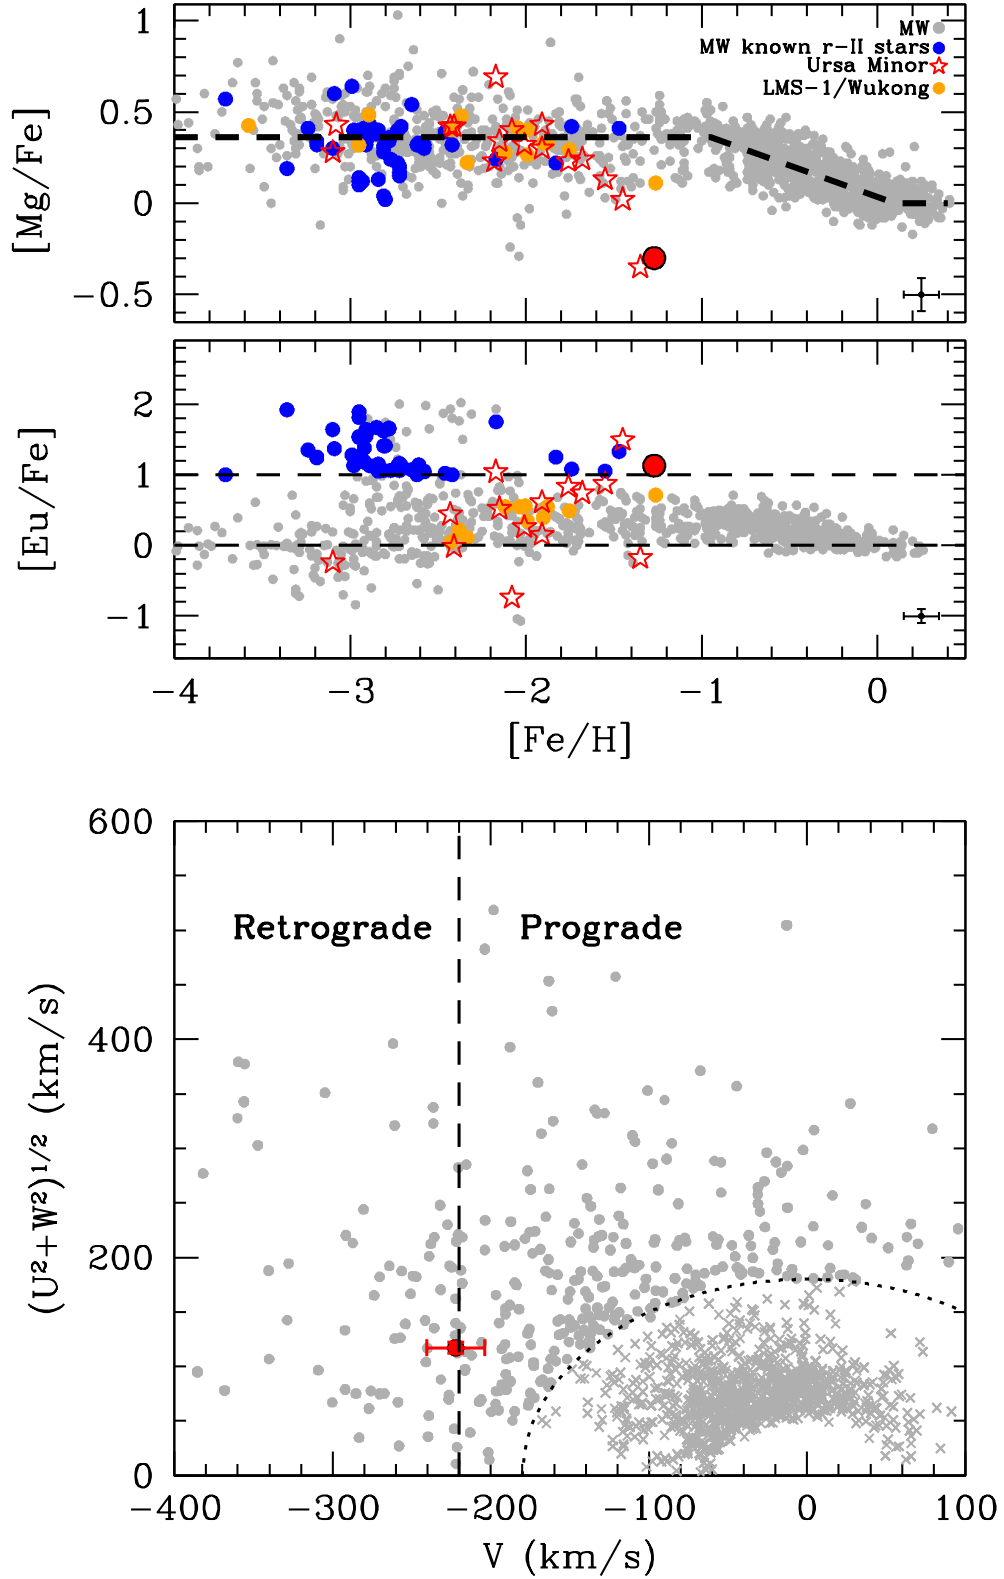 1
0.5
0
−0.5
[Mg/Fe]
MW
MW known r−II stars
Ursa Minor
LMS−1/Wukong
2
1
0
−1
[Eu/Fe]
−4 −3 −2 −1 0
[Fe/H]
600
400
200
0
(U²+W²)¹/² (km/s)
Retrograde Prograde
−400 −300 −200 −100 0 100
V (km/s)